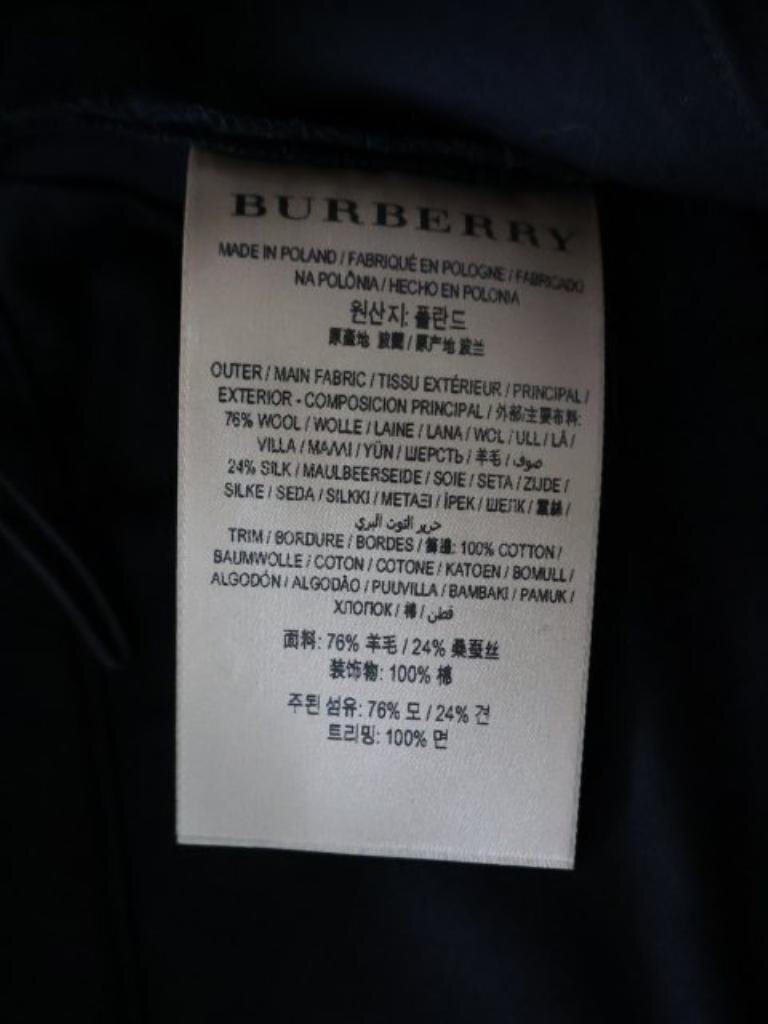 BURBERRY
MADE IN POLAND / FABRIQUÉ EN POLOGNE / FABRICADO
NA POLÔNIA / HECHO EN POLONIA
원산지: 폴란드
原產地 波蘭 / 原产地 波兰
OUTER / MAIN FABRIC / TISSU EXTÉRIEUR / PRINCIPAL /
EXTERIOR - COMPOSICION PRINCIPAL / 外部/主要布料:
76% WOOL / WOLLE / LAINE / LANA / WOL / ULL / LÃ /
VILLA / ΜΑΛΛΙ / YÜN / ШЕРСТЬ / 羊毛 / صوف
24% SILK / MAULBEERSEIDE / SOIE / SETA / ZIJDE /
SILKE / SEDA / SILKKI / ΜΕΤΑΞΙ / İPEK / ШЕЛК / 桑蠶絲 /
حرير التوت البري
TRIM / BORDURE / BORDES / 飾邊: 100% COTTON /
BAUMWOLLE / COTON / COTONE / KATOEN / BOMULL /
ALGODÓN / ALGODÃO / PUUVILLA / BAMBAKI / PAMUK /
ХЛОПОК / 棉 / قطن
面料: 76% 羊毛 / 24% 桑蚕丝
装饰物: 100% 棉
주된 섬유: 76% 모 / 24% 견
트리밍: 100% 면